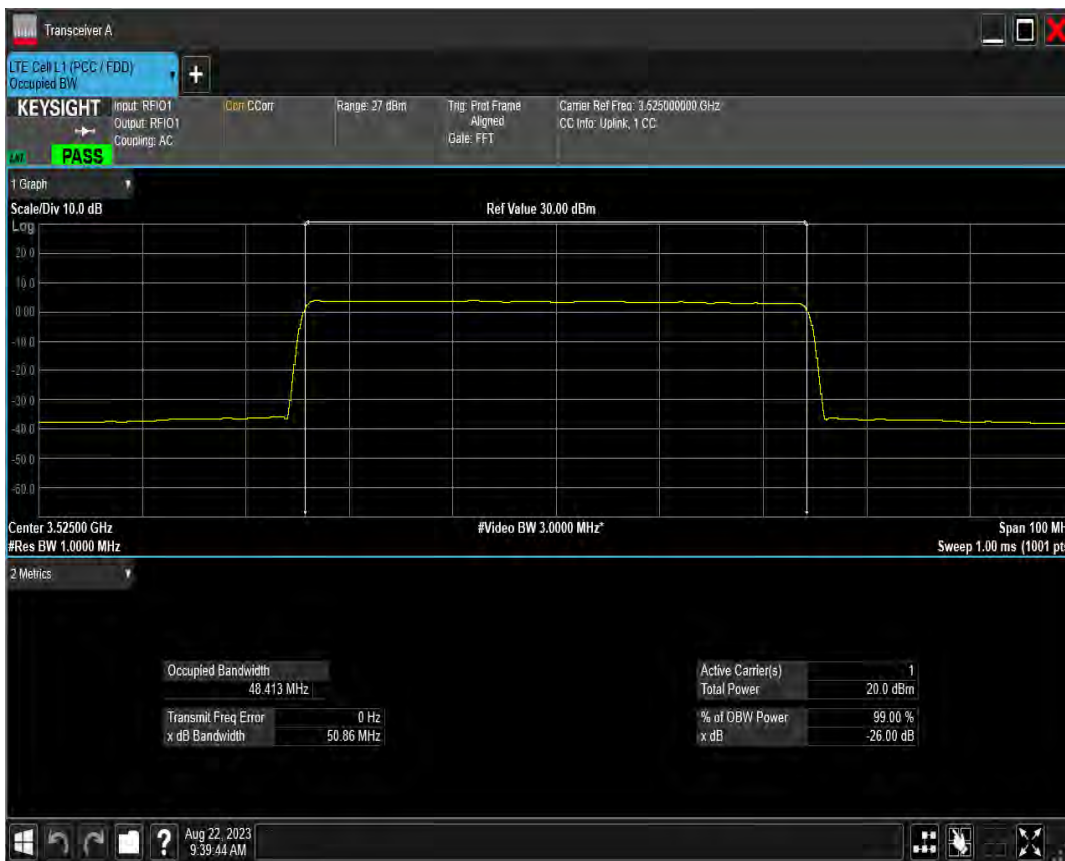 Transceiver A
LTE Cell L1 (PCC / FDD)
Occupied BW
KEYSIGHT
PASS
Input: RFIO1
Output: RFIO1
Coupling: AC
Corr CCorr
Range: 27 dBm
Trig: Prot Frame
Aligned
Gate: FFT
Carrier Ref Freq: 3.525000000 GHz
CC Info: Uplink, 1 CC
1 Graph
Scale/Div 10.0 dB
Ref Value 30.00 dBm
Log
20.0
10.0
0.00
-10.0
-20.0
-30.0
-40.0
-50.0
-60.0
Center 3.52500 GHz
#Video BW 3.0000 MHz*
Span 100 MH
#Res BW 1.0000 MHz
Sweep 1.00 ms (1001 pts
2 Metrics
Occupied Bandwidth
48.413 MHz
Transmit Freq Error 0 Hz
x dB Bandwidth 50.86 MHz
Active Carrier(s) 1
Total Power 20.0 dBm
% of OBW Power 99.00 %
x dB -26.00 dB
Aug 22, 2023
9:39:44 AM